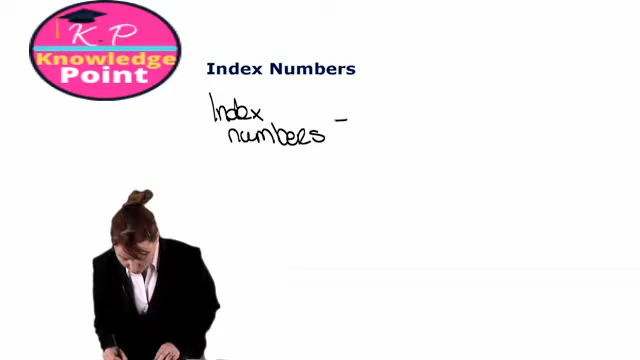 K.P
Knowledge
Point
Index Numbers
Index
numbers -